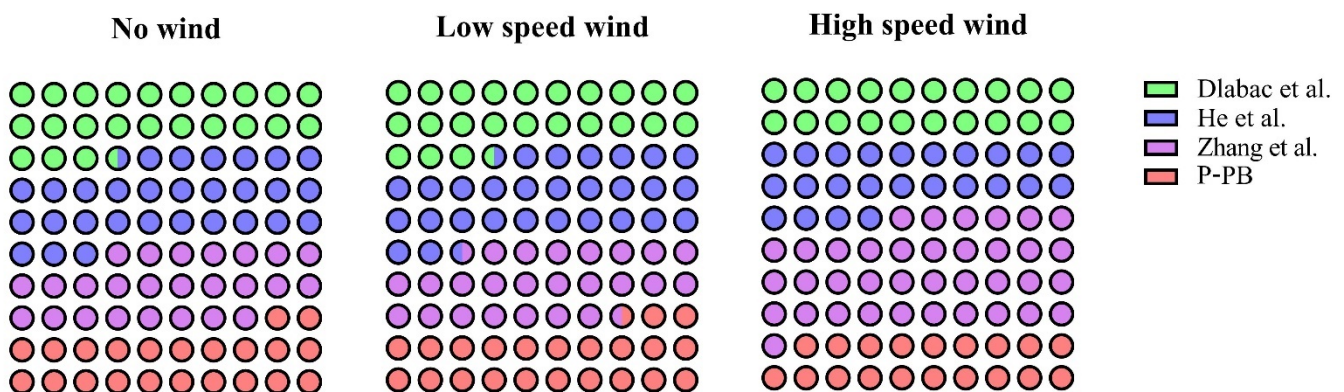 No wind
Low speed wind
High speed wind
Dlabac et al.
He et al.
Zhang et al.
P-PB